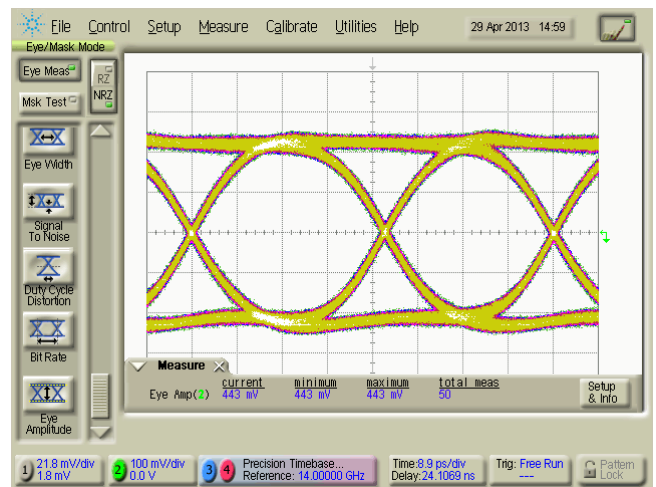 File Control Setup Measure Calibrate Utilities Help 29 Apr 2013 14:59
Eye/Mask Mode
Eye Meas
RZ
NRZ
Msk Test
Eye Width
Signal
To Noise
Duty Cycle
Distortion
Bit Rate
Eye
Amplitude
Measure
current minimum maximum total meas
Eye Amp(2) 443 mV 443 mV 443 mV 50
Setup
& Info
1 21.8 mV/div
1.8 mV
2 100 mV/div
0.0 V
3 4 Precision Timebase...
Reference: 14.00000 GHz
Time:8.9 ps/div
Delay:24.1069 ns
Trig: Free Run
---
Pattern
Lock